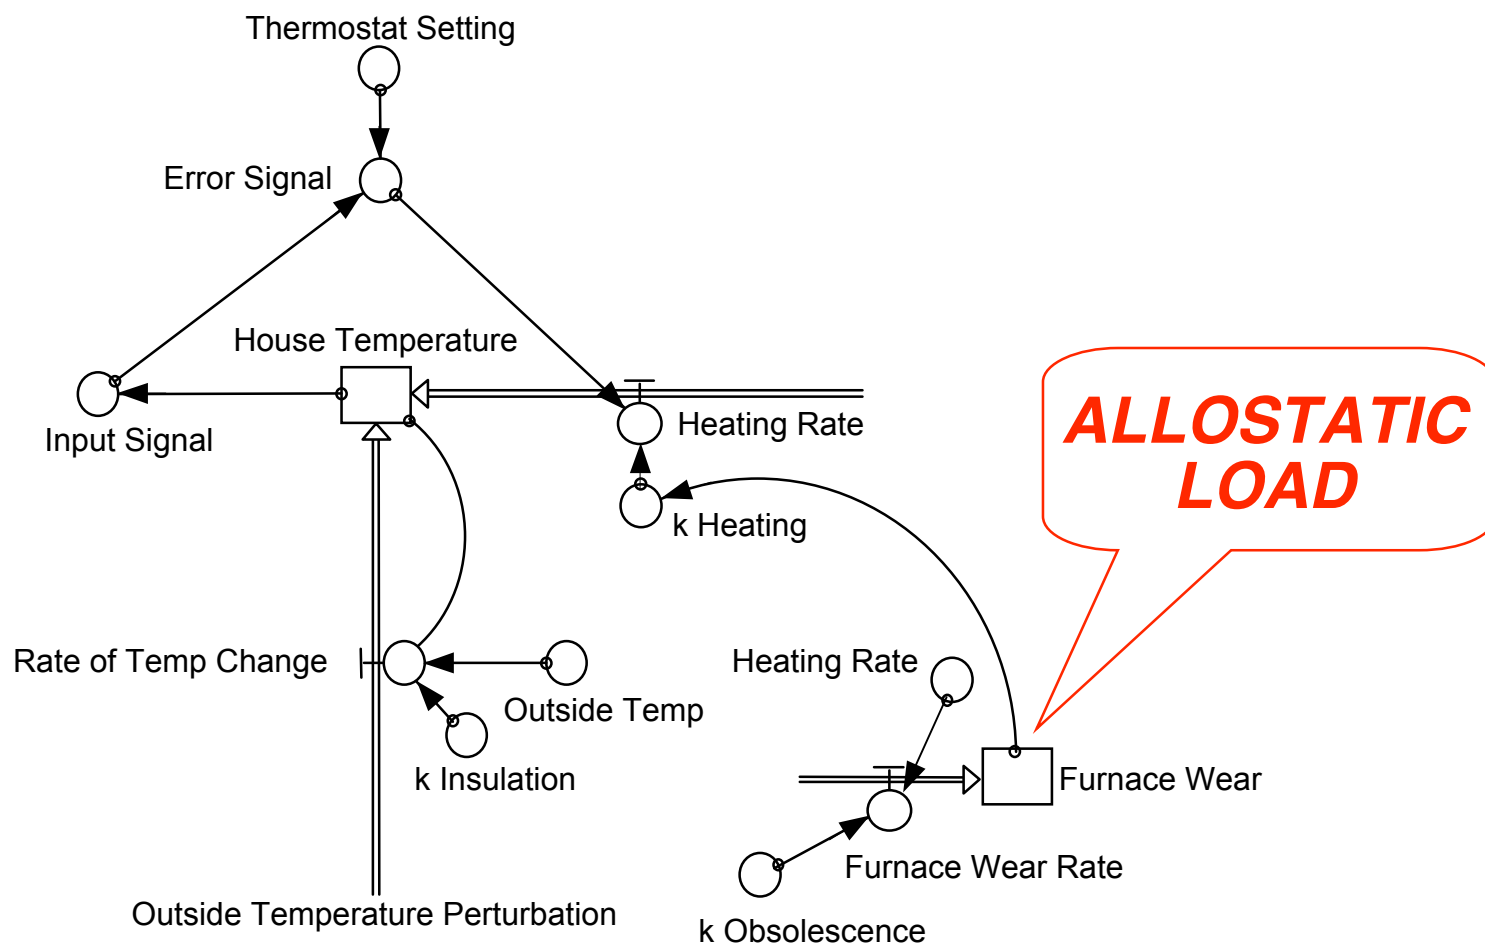 Thermostat Setting
Error Signal
House Temperature
Input Signal
Heating Rate
ALLOSTATIC
LOAD
k Heating
Rate of Temp Change
Heating Rate
Outside Temp
k Insulation
Furnace Wear
Furnace Wear Rate
Outside Temperature Perturbation
k Obsolescence